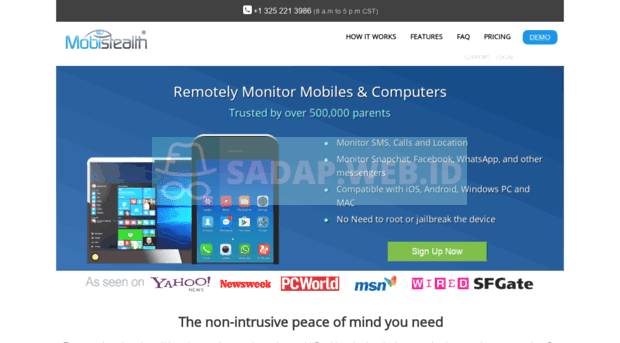 +1 325 221 3986 (8 a.m to 5 p.m CST)
Mobistealth
HOW IT WORKS FEATURES FAQ PRICING DEMO
SUPPORT LOGIN
Remotely Monitor Mobiles & Computers
Trusted by over 500,000 parents
Monitor SMS, Calls and Location
Monitor Snapchat, Facebook, WhatsApp, and other
messengers
Compatible with iOS, Android, Windows PC and
MAC
No Need to root or jailbreak the device
SADAP.WEB.ID
Sign Up Now
As seen on YAHOO! NEWS Newsweek PCWorld msn WIRED SFGate
The non-intrusive peace of mind you need